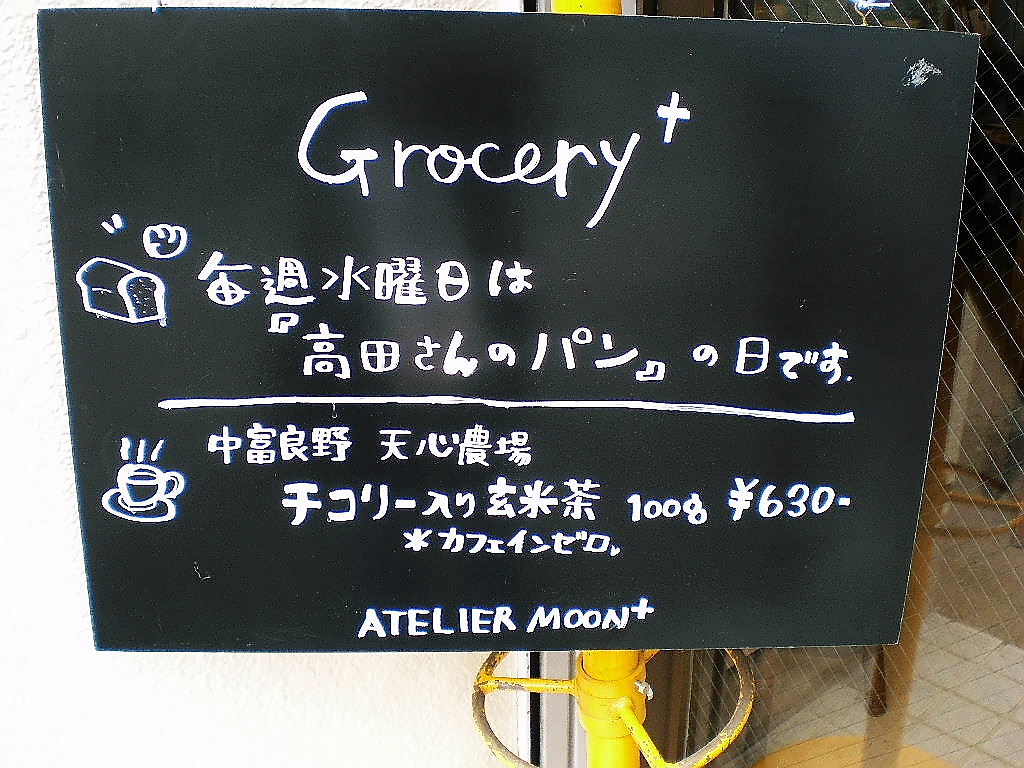 Grocery+
毎週水曜日は
『高田さんのパン』の日です.
中富良野 天心農場
チコリー入り玄米茶 100g ¥630-
*カフェインゼロ。
ATELIER MOON+